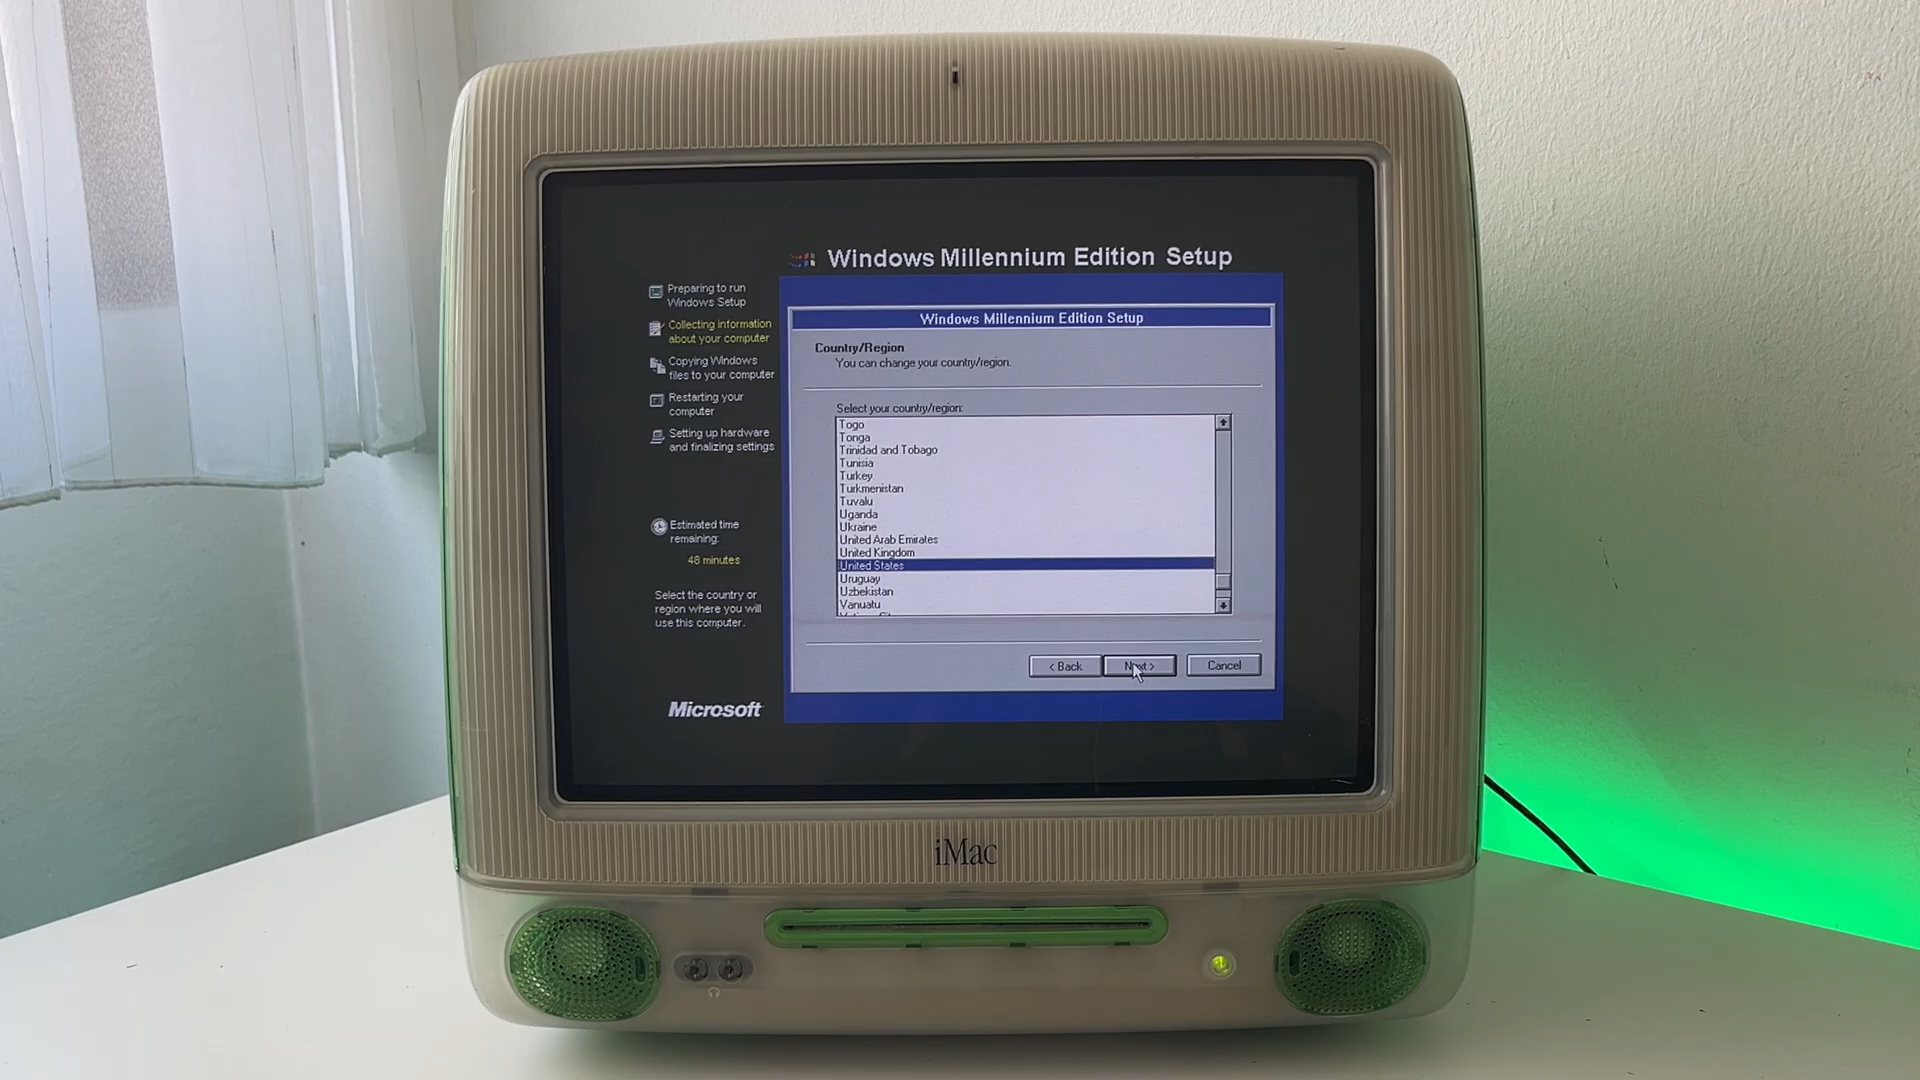 Windows Millennium Edition Setup
Preparing to run
Windows Setup
Collecting information
about your computer
Copying Windows
files to your computer
Restarting your
computer
Setting up hardware
and finalizing settings
Estimated time
remaining:
48 minutes
Select the country or
region where you will
use this computer.
Microsoft
Windows Millennium Edition Setup
Country/Region
You can change your country/region.
Select your country/region:
Togo
Tonga
Trinidad and Tobago
Tunisia
Turkey
Turkmenistan
Tuvalu
Uganda
Ukraine
United Arab Emirates
United Kingdom
United States
Uruguay
Uzbekistan
Vanuatu
< Back
Next >
Cancel
iMac